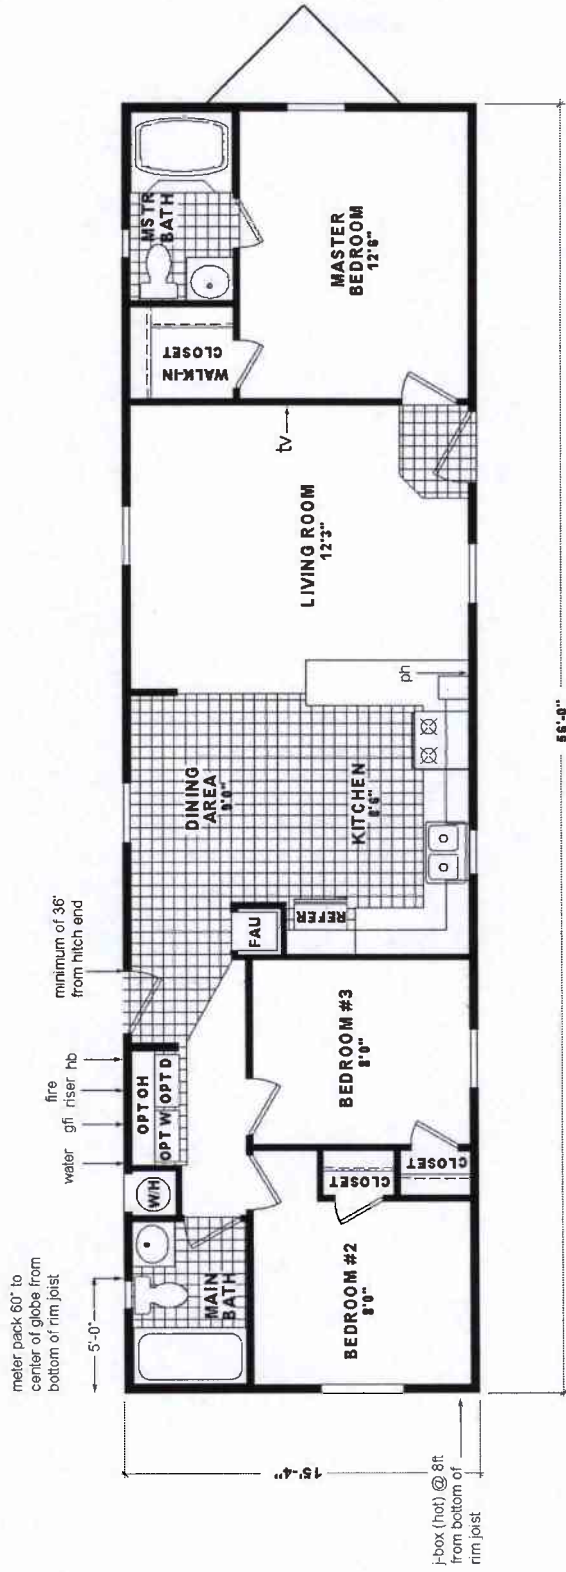 meter pack 60" to
center of globe from
bottom of rim joist
5'-0"
water
gfi
fire
riser
hb
minimum of 36"
from hitch end
MAIN
BATH
W/H
OPT OH
OPT W
OPT D
FAU
REFER
DINING
AREA
9'0"
KITCHEN
8'6"
LIVING ROOM
12'3"
tv
ph
WALK-IN
CLOSET
MSTR
BATH
MASTER
BEDROOM
12'6"
BEDROOM #2
8'0"
CLOSET
CLOSET
BEDROOM #3
8'0"
15'-4"
56'-0"
j-box (hot) @ 8ft
from bottom of
rim joist